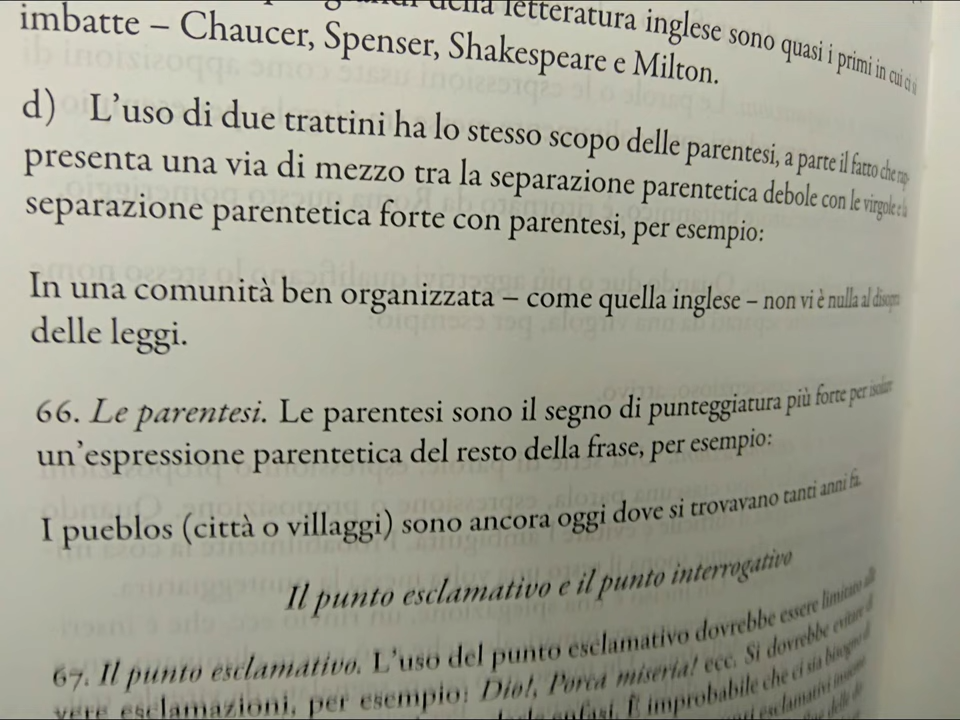 della letteratura inglese sono quasi i primi in cui ci si
imbatte – Chaucer, Spenser, Shakespeare e Milton.
d) L'uso di due trattini ha lo stesso scopo delle parentesi, a parte il fatto che rap-
presenta una via di mezzo tra la separazione parentetica debole con le virgole e la
separazione parentetica forte con parentesi, per esempio:
In una comunità ben organizzata – come quella inglese – non vi è nulla al disopra
delle leggi.
66. Le parentesi. Le parentesi sono il segno di punteggiatura più forte per isolare
un'espressione parentetica del resto della frase, per esempio:
I pueblos (città o villaggi) sono ancora oggi dove si trovavano tanti anni fa.
Il punto esclamativo e il punto interrogativo
67. Il punto esclamativo. L'uso del punto esclamativo dovrebbe essere limitato alle
vere esclamazioni, per esempio: Dio!, Porca miseria! ecc. Si dovrebbe evitare di
enfasi. È improbabile che ci sia bisogno di
esclamativi